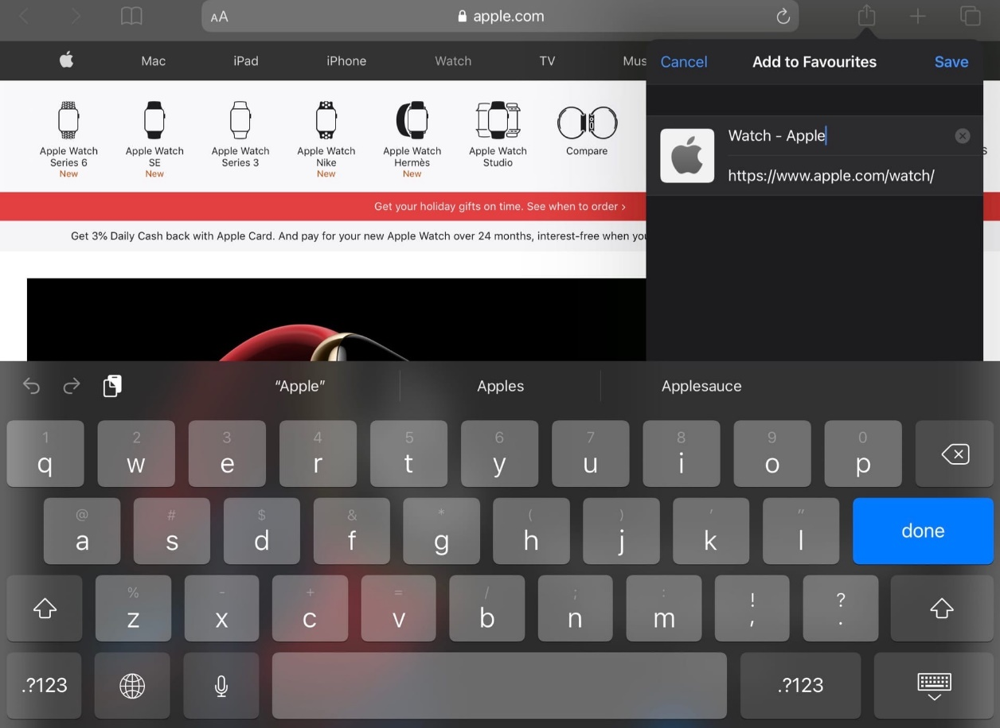 AA
apple.com
Mac
iPad
iPhone
Watch
TV
Mus
Cancel
Add to Favourites
Save
Apple Watch
Series 6
New
Apple Watch
SE
New
Apple Watch
Series 3
Apple Watch
Nike
New
Apple Watch
Hermès
New
Apple Watch
Studio
Compare
Watch - Apple
https://www.apple.com/watch/
s
Get your holiday gifts on time. See when to order ›
Get 3% Daily Cash back with Apple Card. And pay for your new Apple Watch over 24 months, interest-free when you
“Apple” Apples Applesauce
1 2 3 4 5 6 7 8 9 0
q w e r t y u i o p
@ # $ & * ( ) ' "
a s d f g h j k l done
% - + = / ; : ! ?
z x c v b n m , .
.?123 .?123